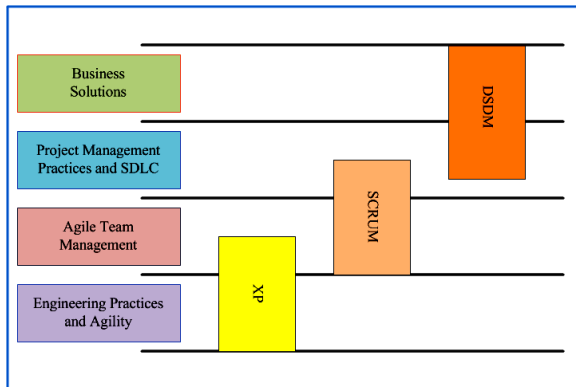 Business
Solutions
Project Management
Practices and SDLC
Agile Team
Management
Engineering Practices
and Agility
XP
SCRUM
DSDM